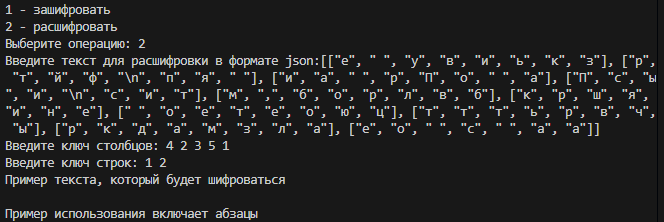 1 - зашифровать
2 - расшифровать
Выберите операцию: 2
Введите текст для расшифровки в формате json:[["е", " ", "у", "в", "и", "ь", "к", "з"], ["р",
"т", "й", "ф", "\n", "п", "я", " "], ["и", "а", " ", "р", "П", "о", " ", "а"], ["П", "с", "ы
", "и", "\n", "с", "и", "т"], ["м", ",", "б", "о", "р", "л", "в", "б"], ["к", "р", "ш", "я",
"и", "н", "е"], [" ", "о", "е", "т", "е", "о", "ю", "ц"], ["т", "т", "т", "ь", "р", "в", "ч",
"ы"], ["р", "к", "д", "а", "м", "з", "л", "а"], ["е", "о", " ", "с", " ", "а", "а"]]
Введите ключ столбцов: 4 2 3 5 1
Введите ключ строк: 1 2
Пример текста, который будет шифроваться
Пример использования включает абзацы